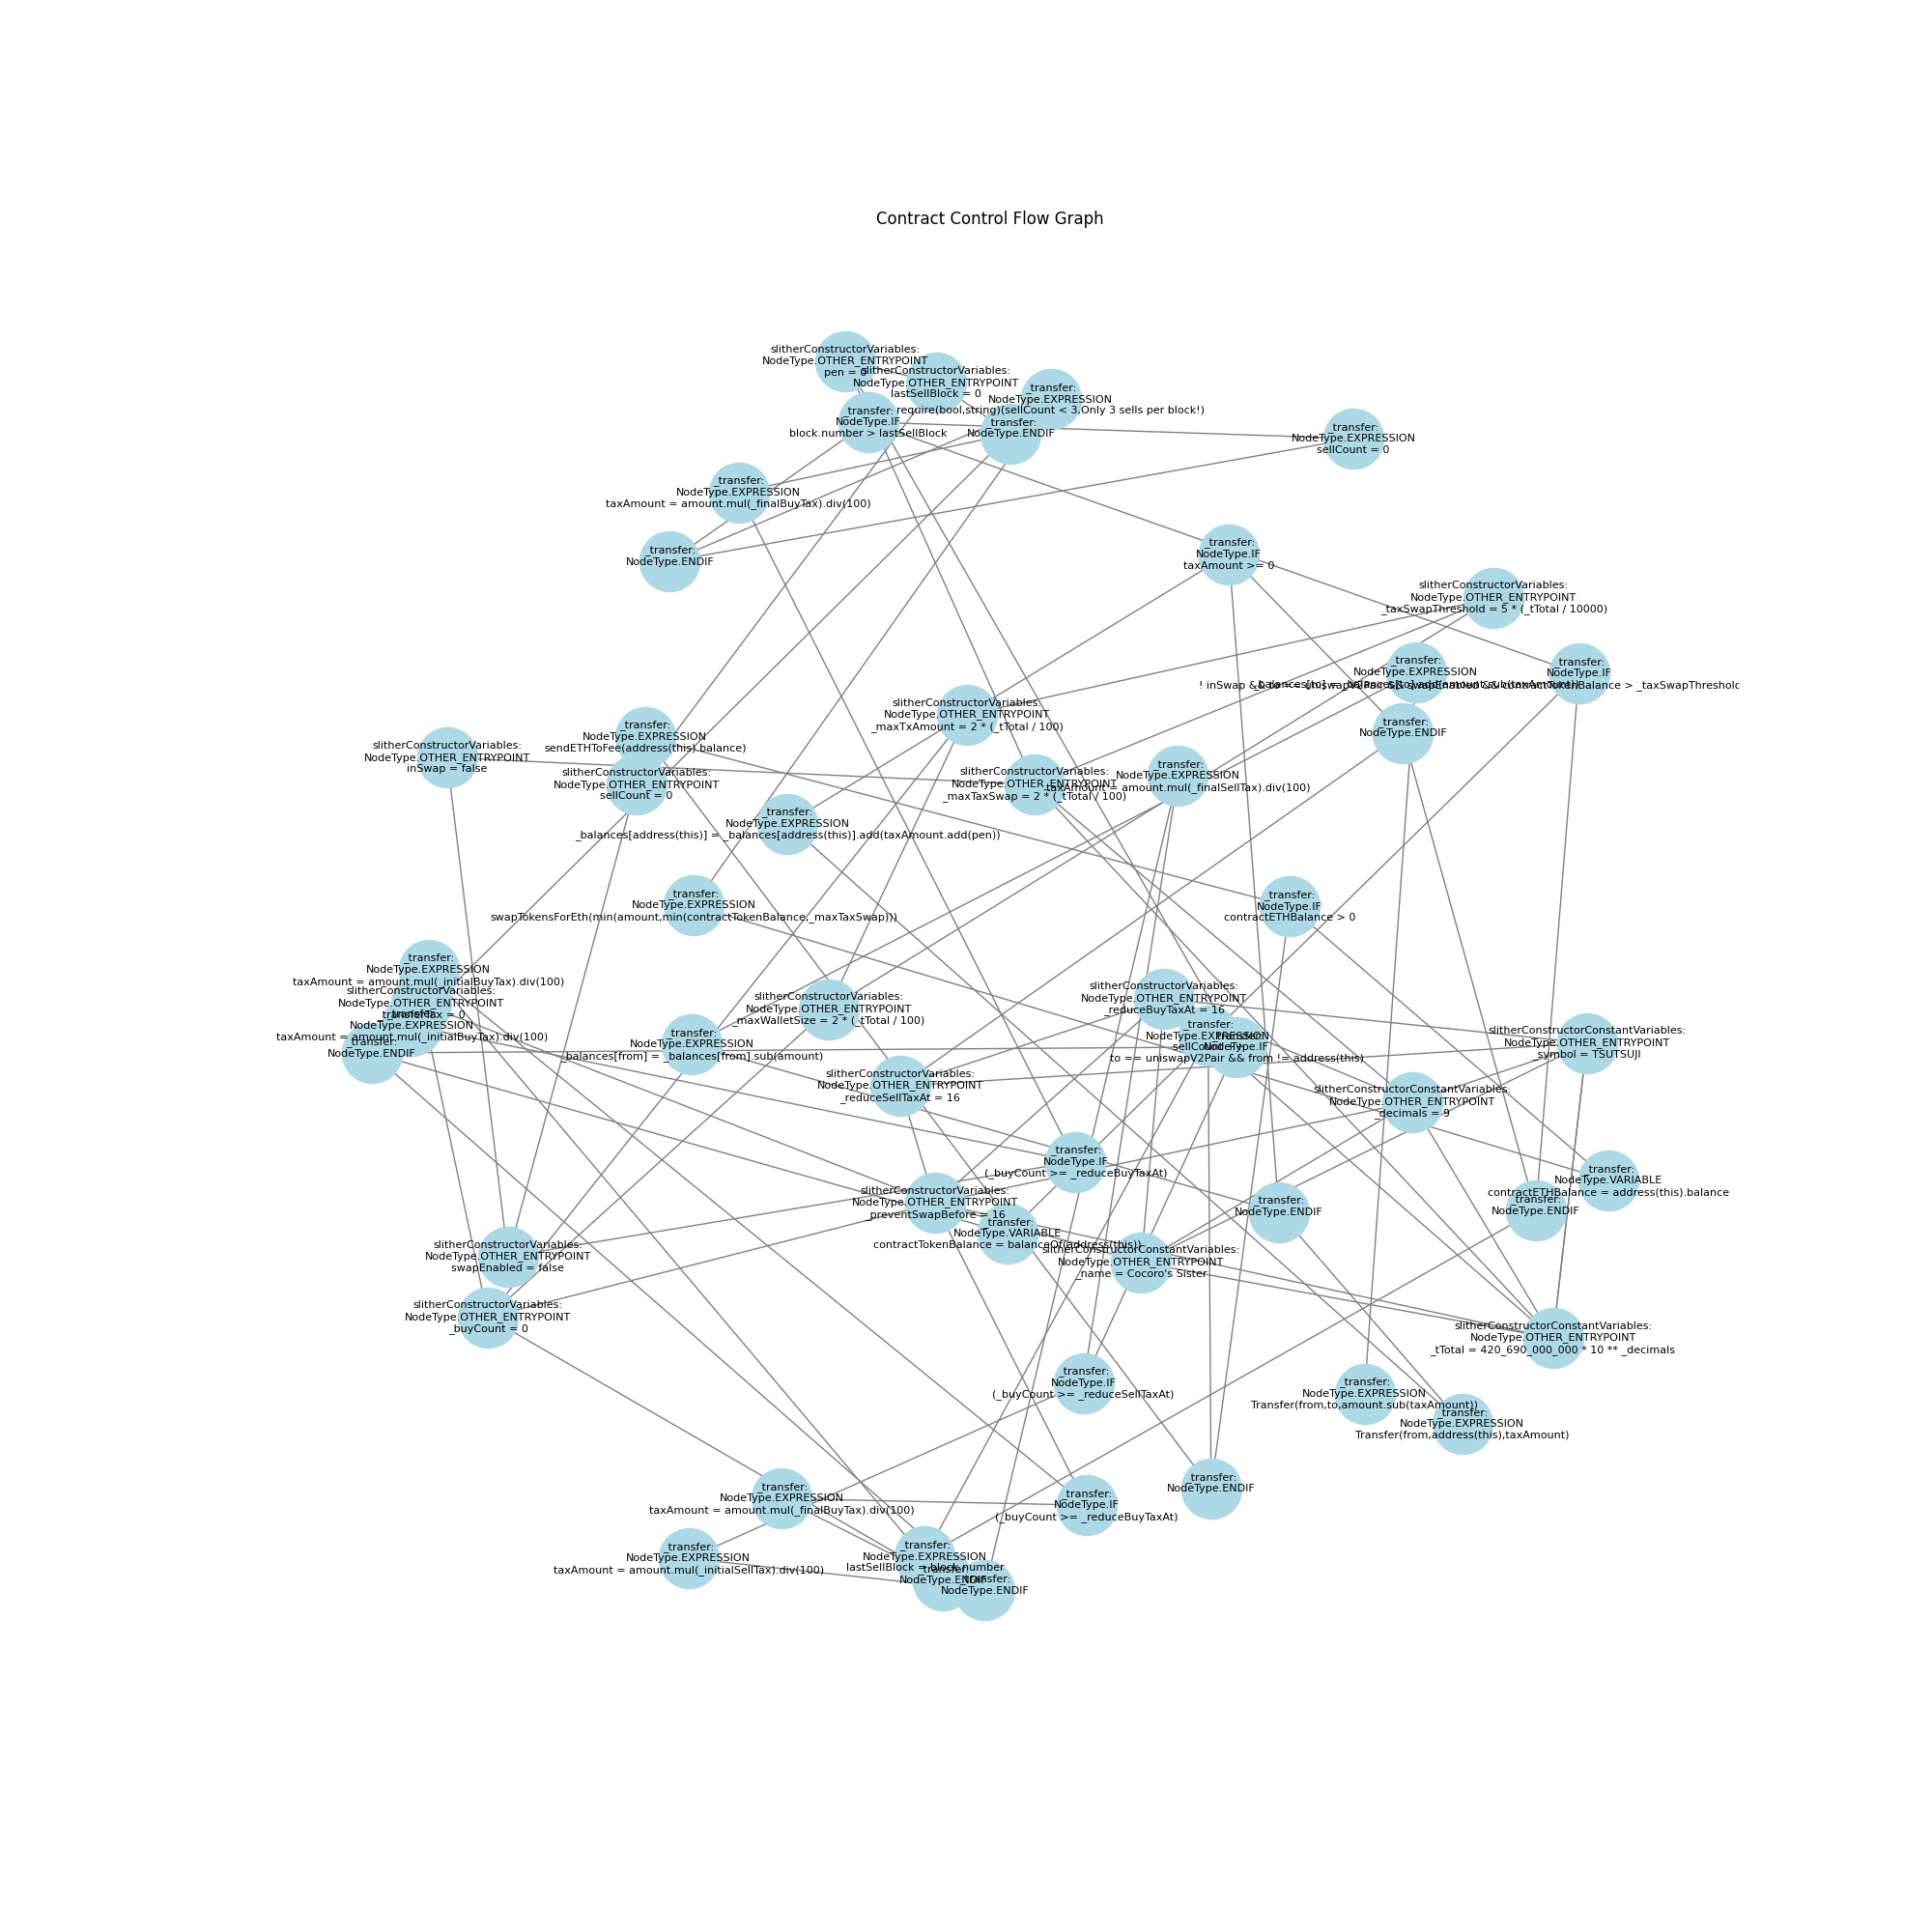 Contract Control Flow Graph
slitherConstructorVariables:
NodeType.OTHER_ENTRYPOINT
pen = 0
slitherConstructorVariables:
NodeType.OTHER_ENTRYPOINT
lastSellBlock = 0
_transfer:
NodeType.EXPRESSION
require(bool,string)(sellCount < 3,Only 3 sells per block!)
_transfer:
NodeType.IF
block.number > lastSellBlock
_transfer:
NodeType.ENDIF
_transfer:
NodeType.EXPRESSION
sellCount = 0
_transfer:
NodeType.EXPRESSION
taxAmount = amount.mul(_finalBuyTax).div(100)
_transfer:
NodeType.ENDIF
_transfer:
NodeType.IF
taxAmount >= 0
slitherConstructorVariables:
NodeType.OTHER_ENTRYPOINT
_taxSwapThreshold = 5 * (_tTotal / 10000)
_transfer:
NodeType.EXPRESSION
_balances[to] = _balances[to].add(amount.sub(taxAmount))
_transfer:
NodeType.IF
! inSwap && to == uniswapV2Pair && swapEnabled && contractTokenBalance > _taxSwapThreshold
_transfer:
NodeType.ENDIF
slitherConstructorVariables:
NodeType.OTHER_ENTRYPOINT
_maxTxAmount = 2 * (_tTotal / 100)
_transfer:
NodeType.EXPRESSION
sendETHToFee(address(this).balance)
slitherConstructorVariables:
NodeType.OTHER_ENTRYPOINT
inSwap = false
slitherConstructorVariables:
NodeType.OTHER_ENTRYPOINT
sellCount = 0
slitherConstructorVariables:
NodeType.OTHER_ENTRYPOINT
_maxTaxSwap = 2 * (_tTotal / 100)
_transfer:
NodeType.EXPRESSION
taxAmount = amount.mul(_finalSellTax).div(100)
_transfer:
NodeType.EXPRESSION
_balances[address(this)] = _balances[address(this)].add(taxAmount.add(pen))
_transfer:
NodeType.EXPRESSION
swapTokensForEth(min(amount,min(contractTokenBalance,_maxTaxSwap)))
_transfer:
NodeType.IF
contractETHBalance > 0
_transfer:
NodeType.EXPRESSION
taxAmount = amount.mul(_initialBuyTax).div(100)
slitherConstructorVariables:
NodeType.OTHER_ENTRYPOINT
_transferTax = 0
_transfer:
NodeType.EXPRESSION
taxAmount = amount.mul(_initialBuyTax).div(100)
_transfer:
NodeType.ENDIF
slitherConstructorVariables:
NodeType.OTHER_ENTRYPOINT
_maxWalletSize = 2 * (_tTotal / 100)
slitherConstructorVariables:
NodeType.OTHER_ENTRYPOINT
_reduceBuyTaxAt = 16
_transfer:
NodeType.EXPRESSION
_balances[from] = _balances[from].sub(amount)
_transfer:
NodeType.EXPRESSION
sellCount
NodeType.IF
to == uniswapV2Pair && from != address(this)
slitherConstructorConstantVariables:
NodeType.OTHER_ENTRYPOINT
_symbol = TSUTSUJI
slitherConstructorVariables:
NodeType.OTHER_ENTRYPOINT
_reduceSellTaxAt = 16
slitherConstructorConstantVariables:
NodeType.OTHER_ENTRYPOINT
_decimals = 9
_transfer:
NodeType.IF
(_buyCount >= _reduceBuyTaxAt)
_transfer:
NodeType.VARIABLE
contractETHBalance = address(this).balance
slitherConstructorVariables:
NodeType.OTHER_ENTRYPOINT
_preventSwapBefore = 16
_transfer:
NodeType.ENDIF
_transfer:
NodeType.ENDIF
_transfer:
NodeType.VARIABLE
contractTokenBalance = balanceOf(address(this))
slitherConstructorVariables:
NodeType.OTHER_ENTRYPOINT
swapEnabled = false
slitherConstructorConstantVariables:
NodeType.OTHER_ENTRYPOINT
_name = Cocoro's Sister
slitherConstructorVariables:
NodeType.OTHER_ENTRYPOINT
_buyCount = 0
slitherConstructorConstantVariables:
NodeType.OTHER_ENTRYPOINT
_tTotal = 420_690_000_000 * 10 ** _decimals
_transfer:
NodeType.IF
(_buyCount >= _reduceSellTaxAt)
_transfer:
NodeType.EXPRESSION
Transfer(from,to,amount.sub(taxAmount))
_transfer:
NodeType.EXPRESSION
Transfer(from,address(this),taxAmount)
_transfer:
NodeType.ENDIF
_transfer:
NodeType.EXPRESSION
taxAmount = amount.mul(_finalBuyTax).div(100)
_transfer:
NodeType.IF
(_buyCount >= _reduceBuyTaxAt)
_transfer:
NodeType.EXPRESSION
taxAmount = amount.mul(_initialSellTax).div(100)
_transfer:
NodeType.EXPRESSION
lastSellBlock = block.number
_transfer:
NodeType.ENDIF
_transfer:
NodeType.ENDIF